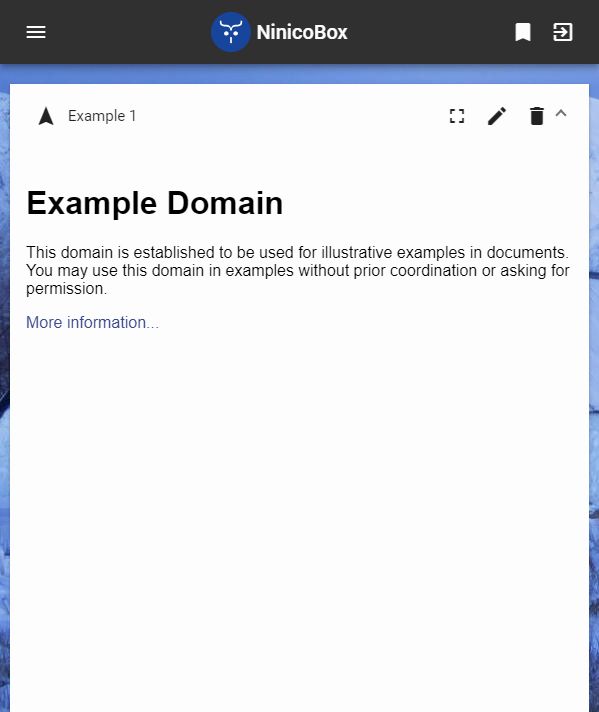 NinicoBox
Example 1
Example Domain
This domain is established to be used for illustrative examples in documents.
You may use this domain in examples without prior coordination or asking for
permission.
More information...